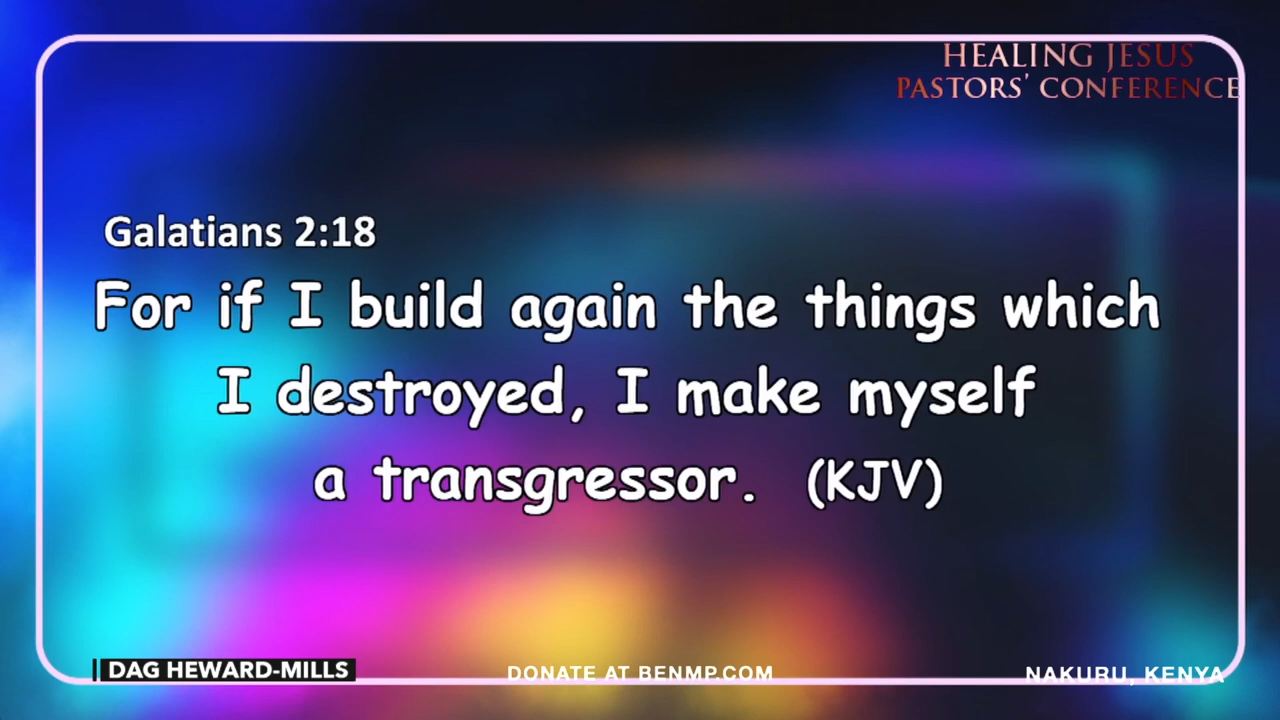 HEALING JESUS
PASTORS' CONFERENCE
Galatians 2:18
For if I build again the things which
I destroyed, I make myself
a transgressor. (KJV)
DAG HEWARD-MILLS
DONATE AT BENMP.COM
NAKURU, KENYA